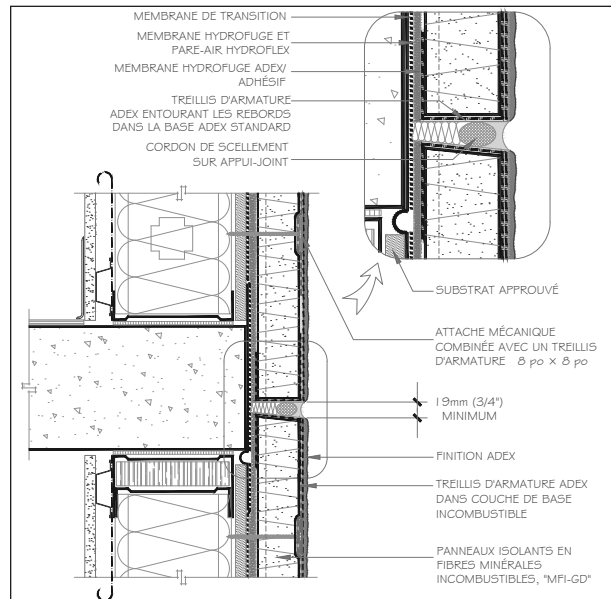 MEMBRANE DE TRANSITION
MEMBRANE HYDROFUGE ET
PARE-AIR HYDROFLEX
MEMBRANE HYDROFUGE ADEX/
ADHÉSIF
TREILLIS D'ARMATURE
ADEX ENTOURANT LES REBORDS
DANS LA BASE ADEX STANDARD
CORDON DE SCELLEMENT
SUR APPUI-JOINT
SUBSTRAT APPROUVÉ
ATTACHE MÉCANIQUE
COMBINÉE AVEC UN TREILLIS
D'ARMATURE 8 po x 8 po
19mm (3/4")
MINIMUM
FINITION ADEX
TREILLIS D'ARMATURE ADEX
DANS COUCHE DE BASE
INCOMBUSTIBLE
PANNEAUX ISOLANTS EN
FIBRES MINÉRALES
INCOMBUSTIBLES, "MFI-GD"